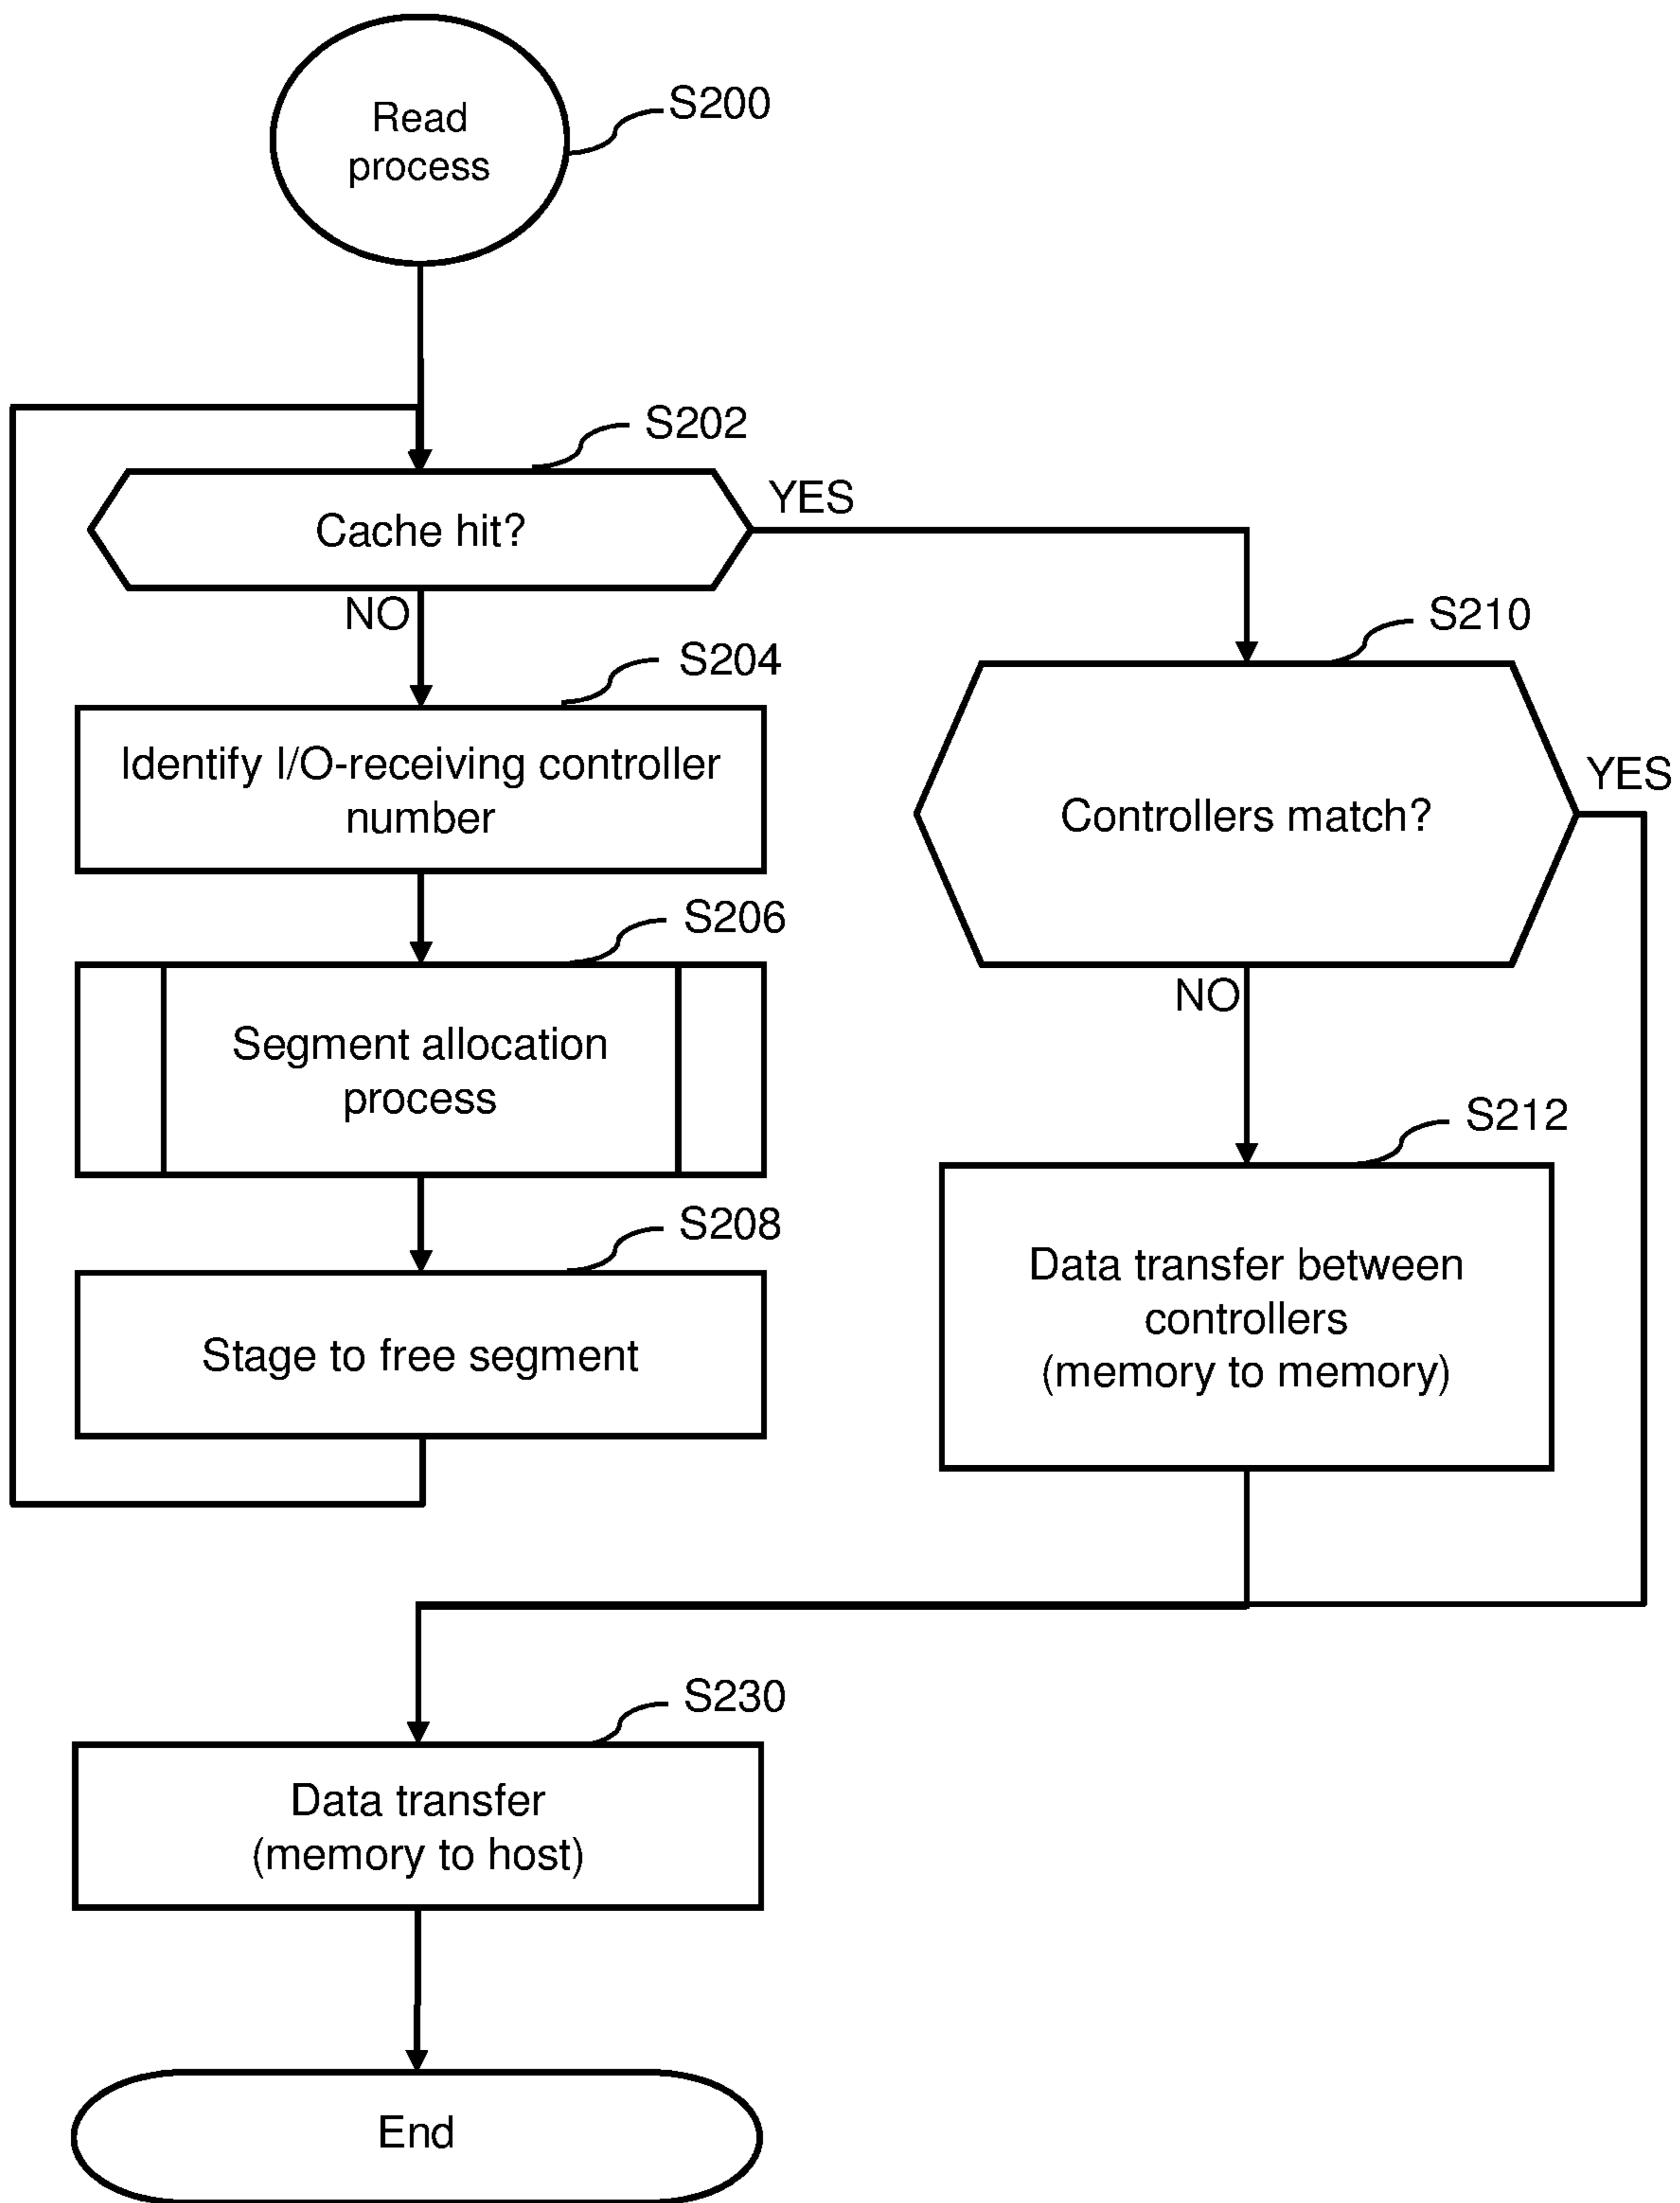 Read
process
S200
S202
Cache hit?
YES
NO
S204
Identify I/O-receiving controller
number
S206
Segment allocation
process
S208
Stage to free segment
S210
Controllers match?
YES
NO
S212
Data transfer between
controllers
(memory to memory)
S230
Data transfer
(memory to host)
End